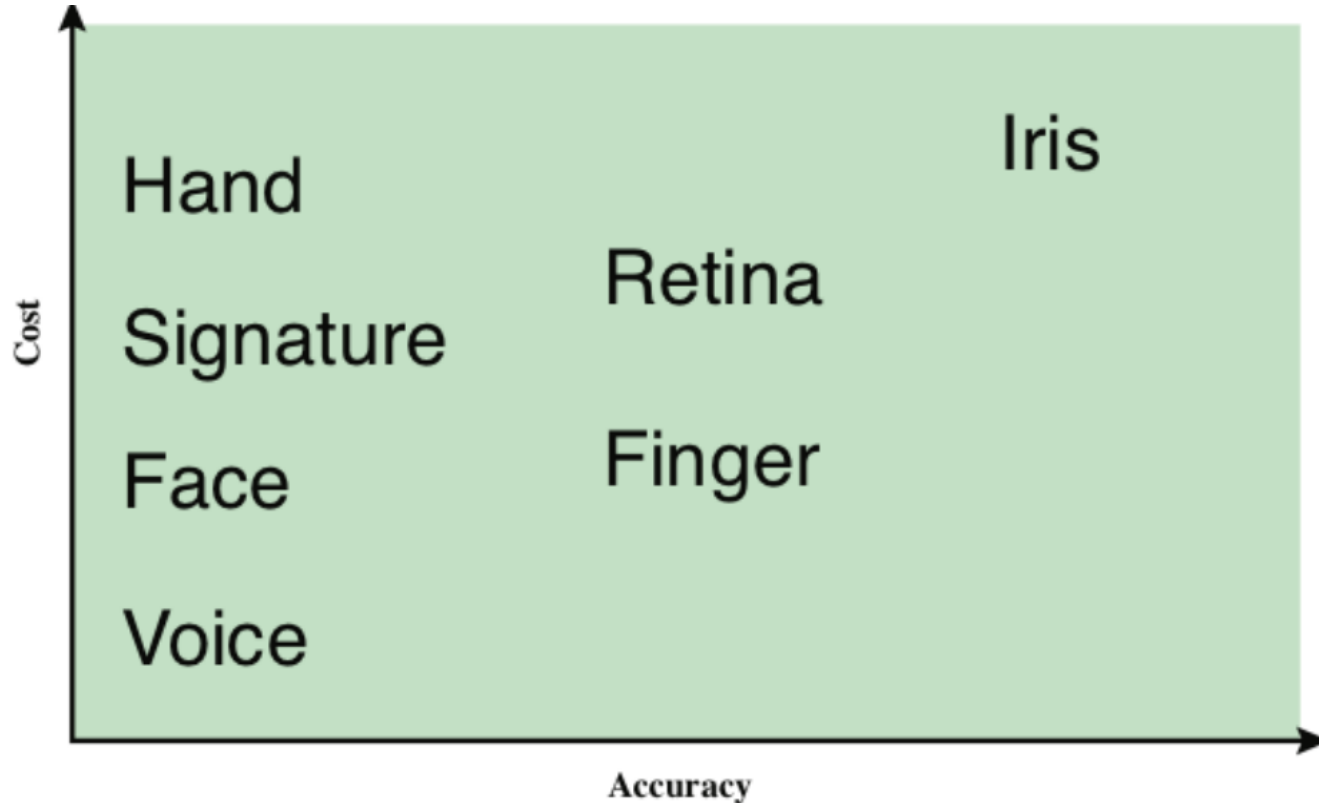 Iris
Hand
Retina
Signature
Finger
Face
Voice
Cost
Accuracy